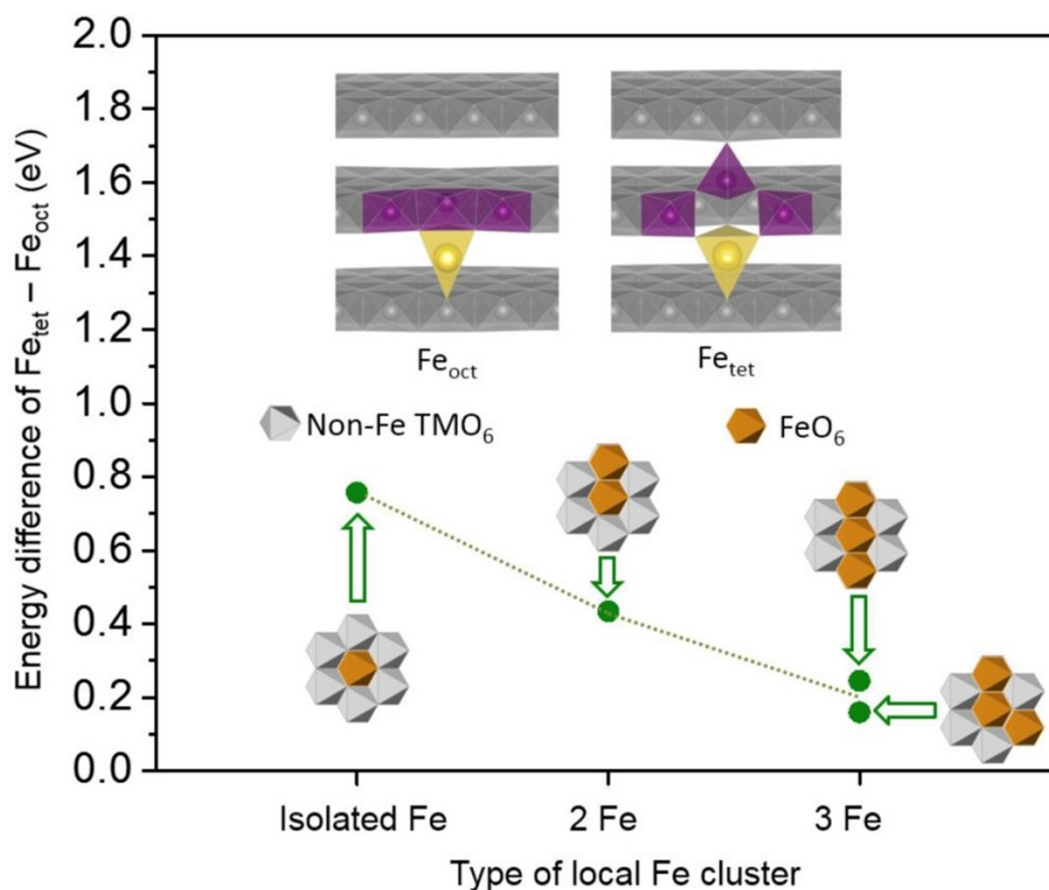 Energy difference of Fe_tet – Fe_oct (eV)
2.0
1.8
1.6
1.4
1.2
1.0
0.8
0.6
0.4
0.2
0.0
Fe_oct
Fe_tet
Non-Fe TMO_6
FeO_6
Isolated Fe
2 Fe
3 Fe
Type of local Fe cluster